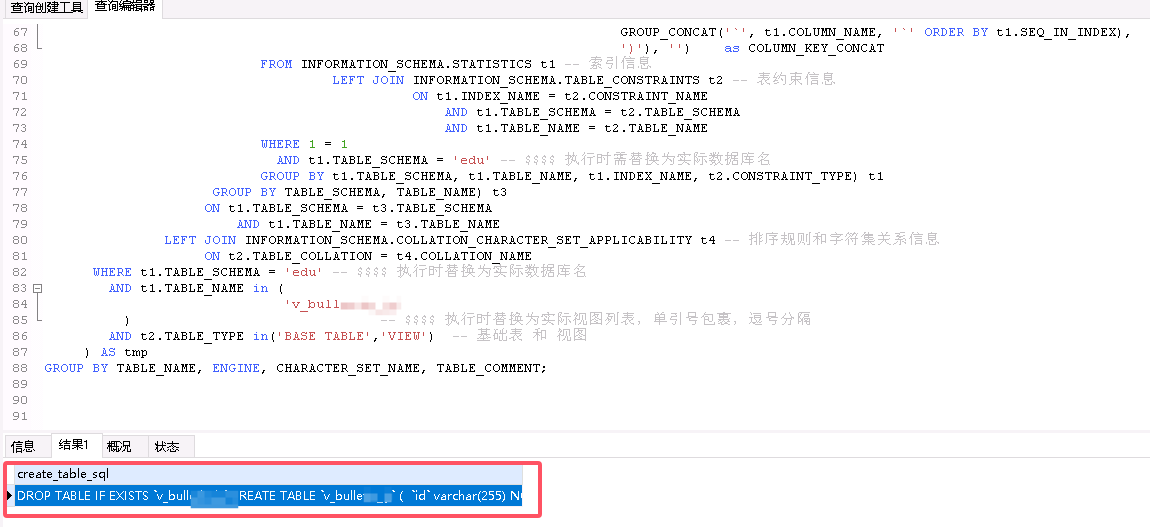 查询创建工具 查询编辑器
67 GROUP_CONCAT('`', t1.COLUMN_NAME, '`' ORDER BY t1.SEQ_IN_INDEX),
68 ')'), '') as COLUMN_KEY_CONCAT
69 FROM INFORMATION_SCHEMA.STATISTICS t1 -- 索引信息
70 LEFT JOIN INFORMATION_SCHEMA.TABLE_CONSTRAINTS t2 -- 表约束信息
71 ON t1.INDEX_NAME = t2.CONSTRAINT_NAME
72 AND t1.TABLE_SCHEMA = t2.TABLE_SCHEMA
73 AND t1.TABLE_NAME = t2.TABLE_NAME
74 WHERE 1 = 1
75 AND t1.TABLE_SCHEMA = 'edu' -- $$$$ 执行时需替换为实际数据库名
76 GROUP BY t1.TABLE_SCHEMA, t1.TABLE_NAME, t1.INDEX_NAME, t2.CONSTRAINT_TYPE) t1
77 GROUP BY TABLE_SCHEMA, TABLE_NAME) t3
78 ON t1.TABLE_SCHEMA = t3.TABLE_SCHEMA
79 AND t1.TABLE_NAME = t3.TABLE_NAME
80 LEFT JOIN INFORMATION_SCHEMA.COLLATION_CHARACTER_SET_APPLICABILITY t4 -- 排序规则和字符集关系信息
81 ON t2.TABLE_COLLATION = t4.COLLATION_NAME
82 WHERE t1.TABLE_SCHEMA = 'edu' -- $$$$ 执行时替换为实际数据库名
83 AND t1.TABLE_NAME in (
84 'v_bull
85 ) -- $$$$ 执行时替换为实际视图列表，单引号包裹，逗号分隔
86 AND t2.TABLE_TYPE in('BASE TABLE','VIEW') -- 基础表 和 视图
87 ) AS tmp
88 GROUP BY TABLE_NAME, ENGINE, CHARACTER_SET_NAME, TABLE_COMMENT;
89
90
91
信息 结果1 概况 状态
create_table_sql
DROP TABLE IF EXISTS `v_bull REATE TABLE `v_bulle ` ( `id` varchar(255) N